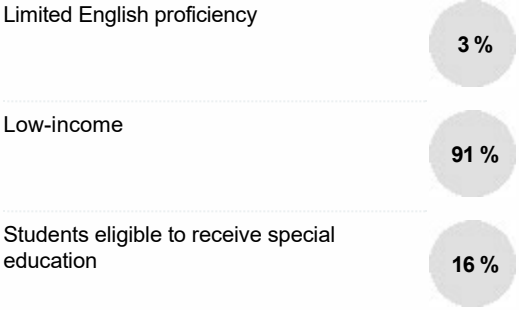 Limited English proficiency
3 %
Low-income
91 %
Students eligible to receive special
education
16 %